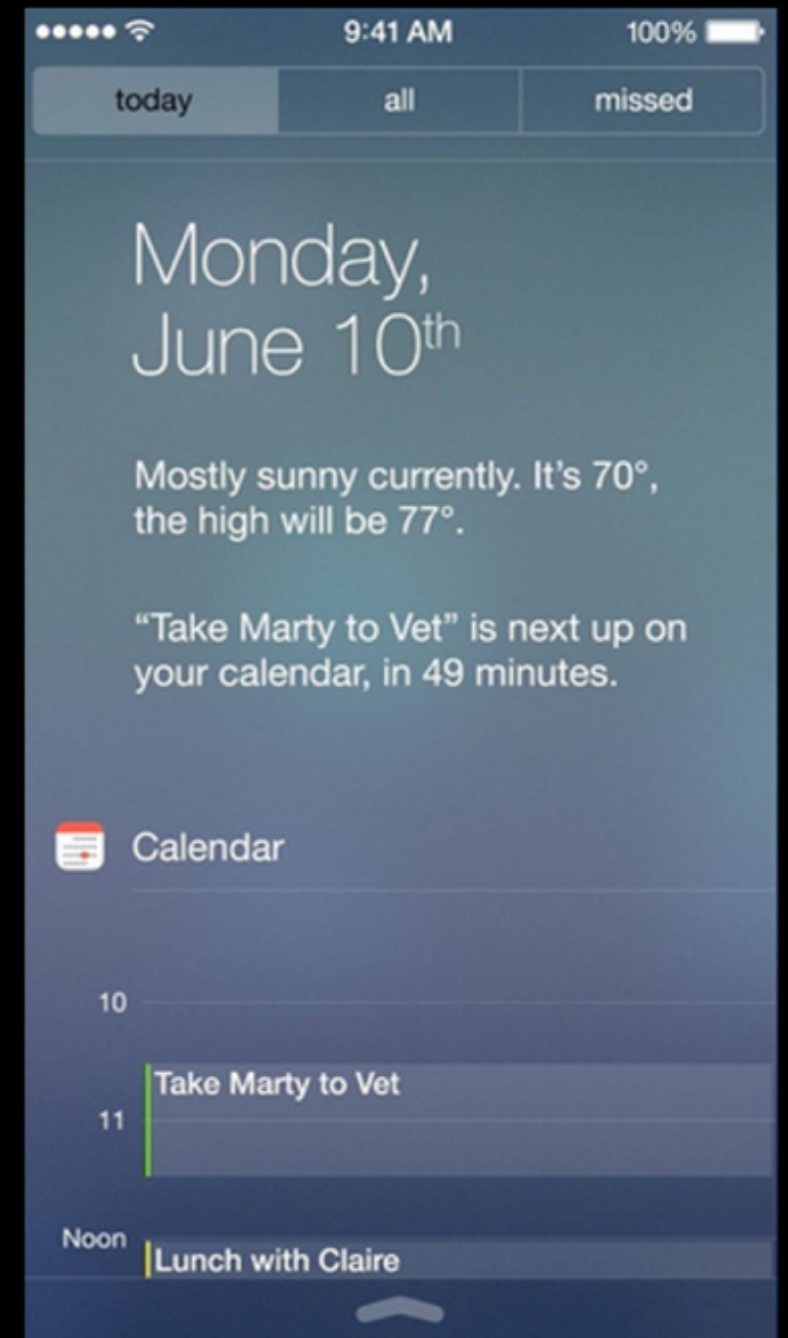 9:41 AM 100%
today all missed
Monday,
June 10th
Mostly sunny currently. It’s 70°,
the high will be 77°.
“Take Marty to Vet” is next up on
your calendar, in 49 minutes.
Calendar
10
Take Marty to Vet
11
Noon
Lunch with Claire